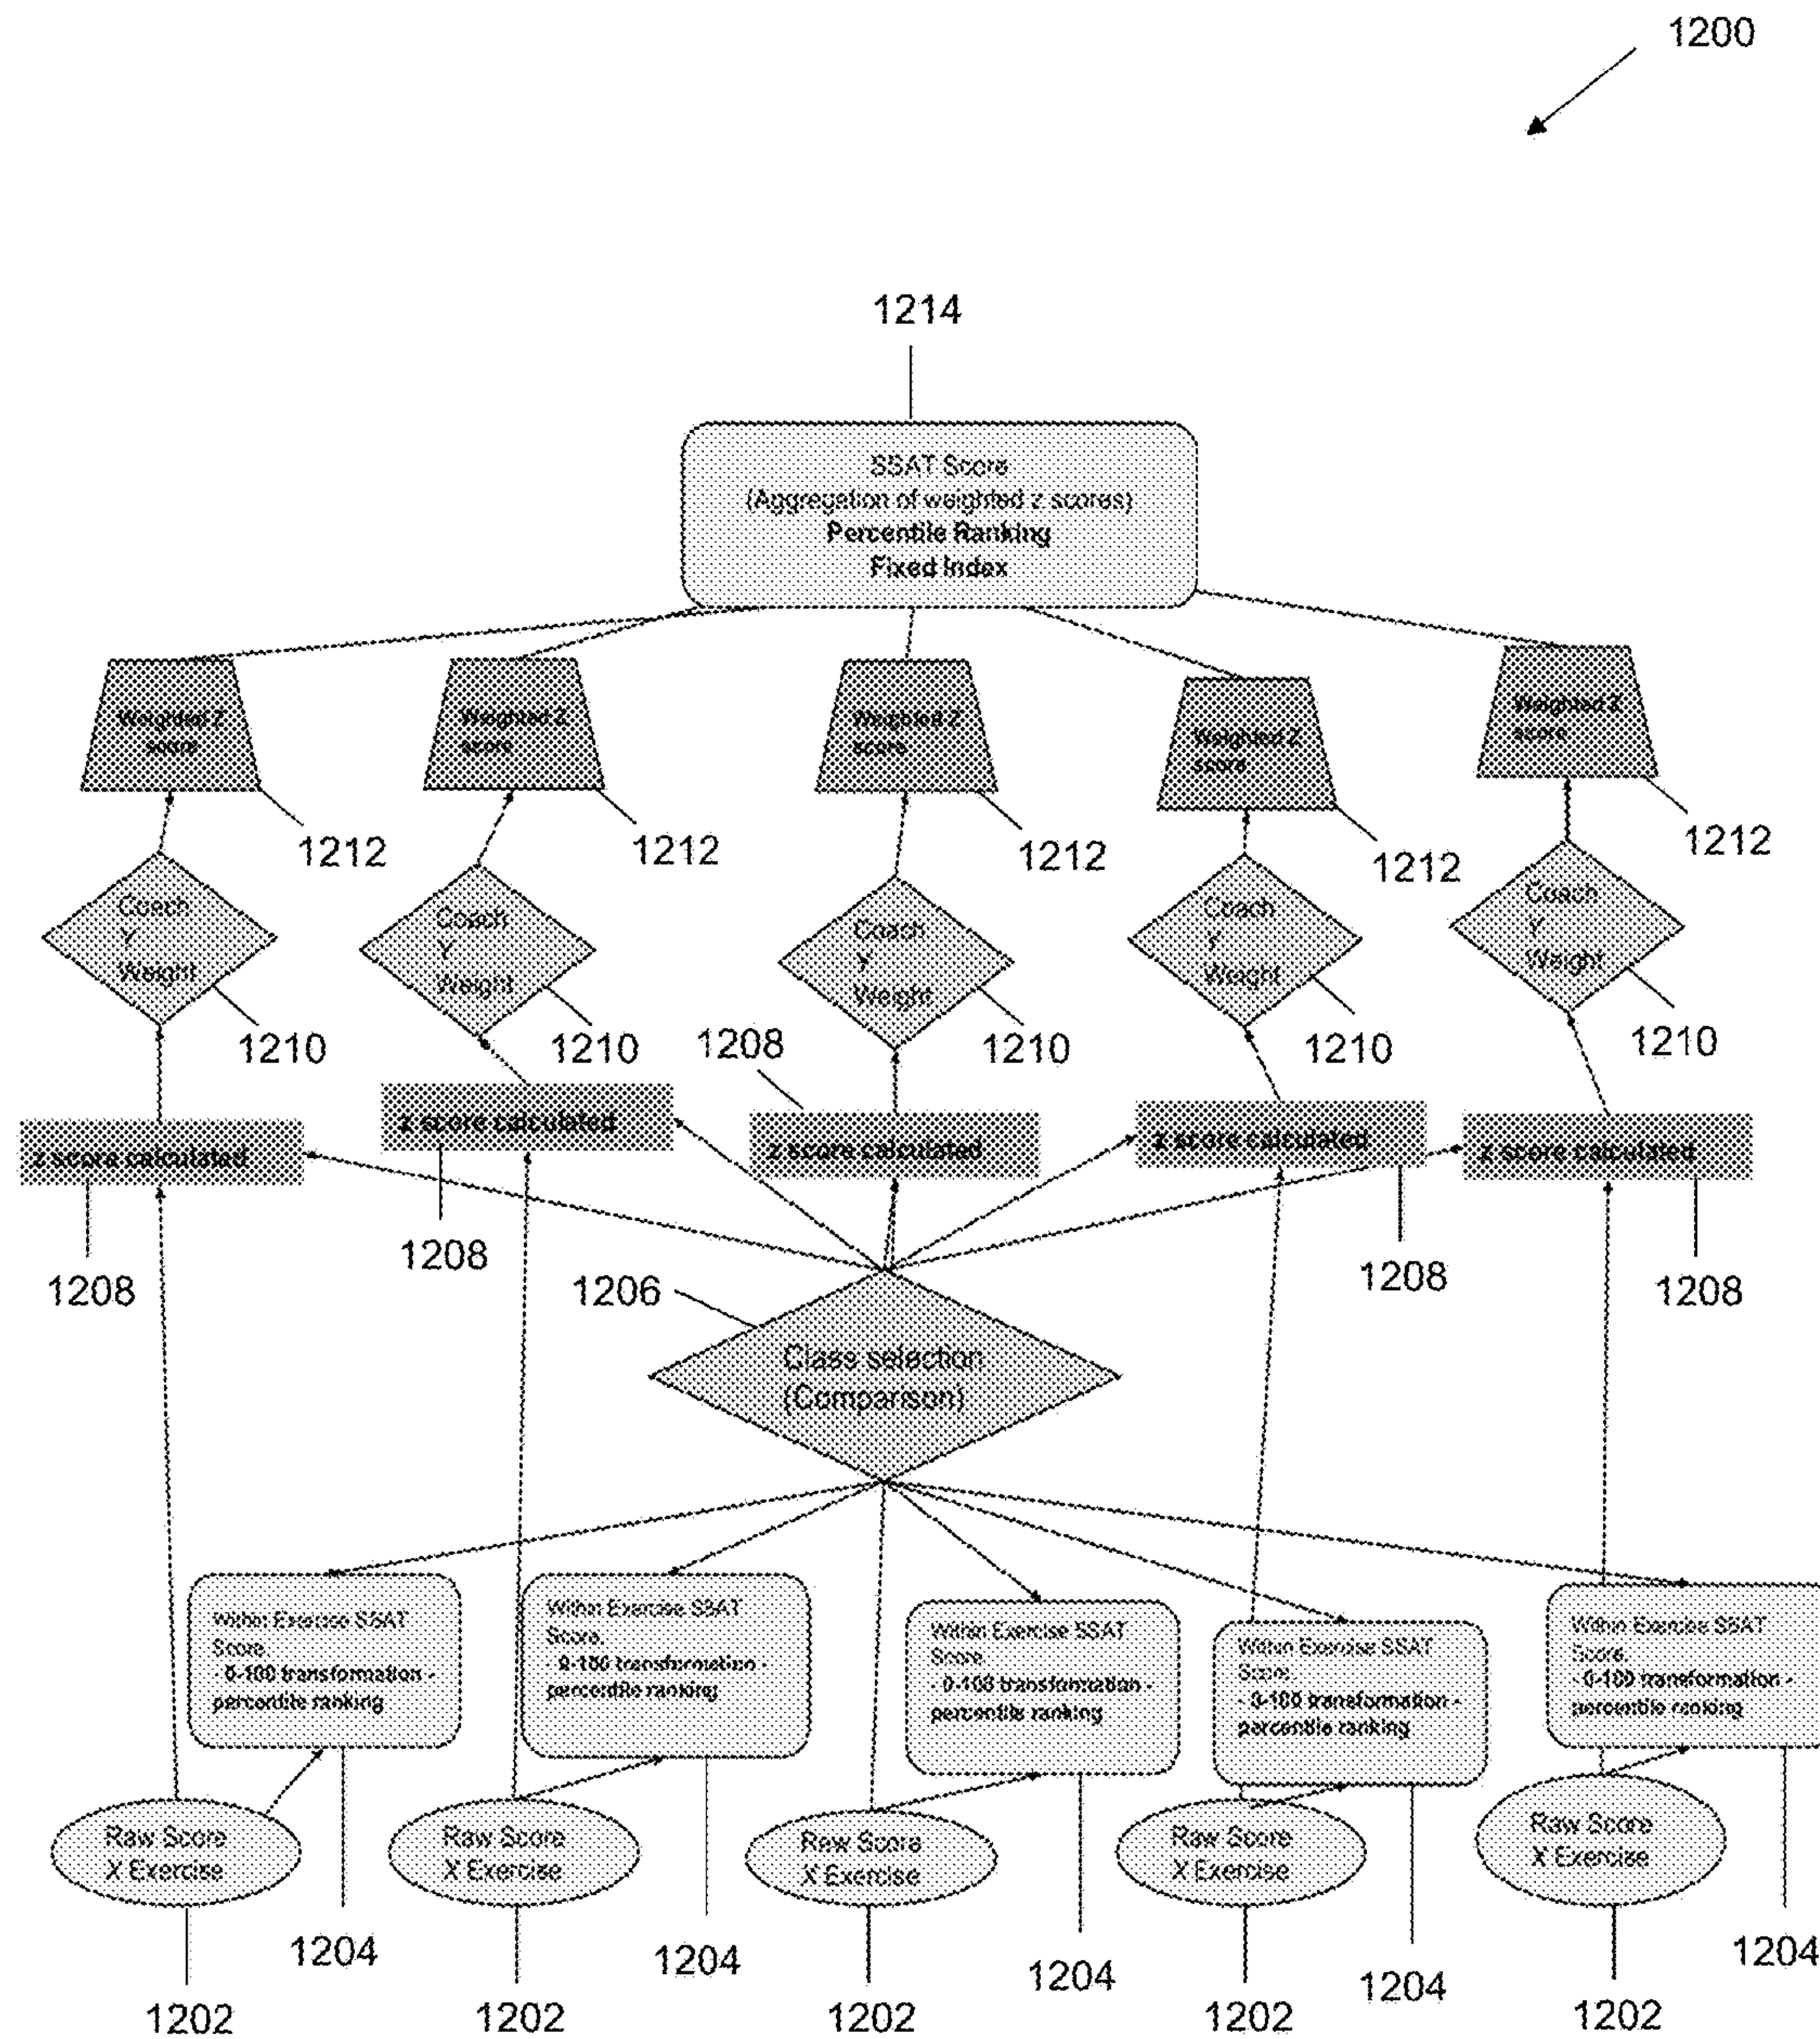 1200
1214
SSAT Score
(Aggregation of weighted z scores)
Percentile Ranking
Fixed Index
Weighted Z
score
Weighted Z
score
Weighted Z
score
Weighted Z
score
Weighted Z
score
1212
1212
1212
1212
1212
Coach
Y
Weight
Coach
Y
Weight
Coach
Y
Weight
Coach
Y
Weight
Coach
Y
Weight
1210
1210
1208
1210
1210
1210
z score calculated
z score calculated
z score calculated
z score calculated
z score calculated
1208
1208
1206
1208
1208
Class selection
(Comparison)
Within Exercise SSAT
Score.
- 0-100 transformation -
percentile ranking
Within Exercise SSAT
Score.
- 0-100 transformation -
percentile ranking
Within Exercise SSAT
Score.
- 0-100 transformation -
percentile ranking
Within Exercise SSAT
Score.
- 0-100 transformation -
percentile ranking
Within Exercise SSAT
Score.
- 0-100 transformation -
percentile ranking
Raw Score
X Exercise
Raw Score
X Exercise
Raw Score
X Exercise
Raw Score
X Exercise
Raw Score
X Exercise
1204
1204
1204
1204
1204
1202
1202
1202
1202
1202